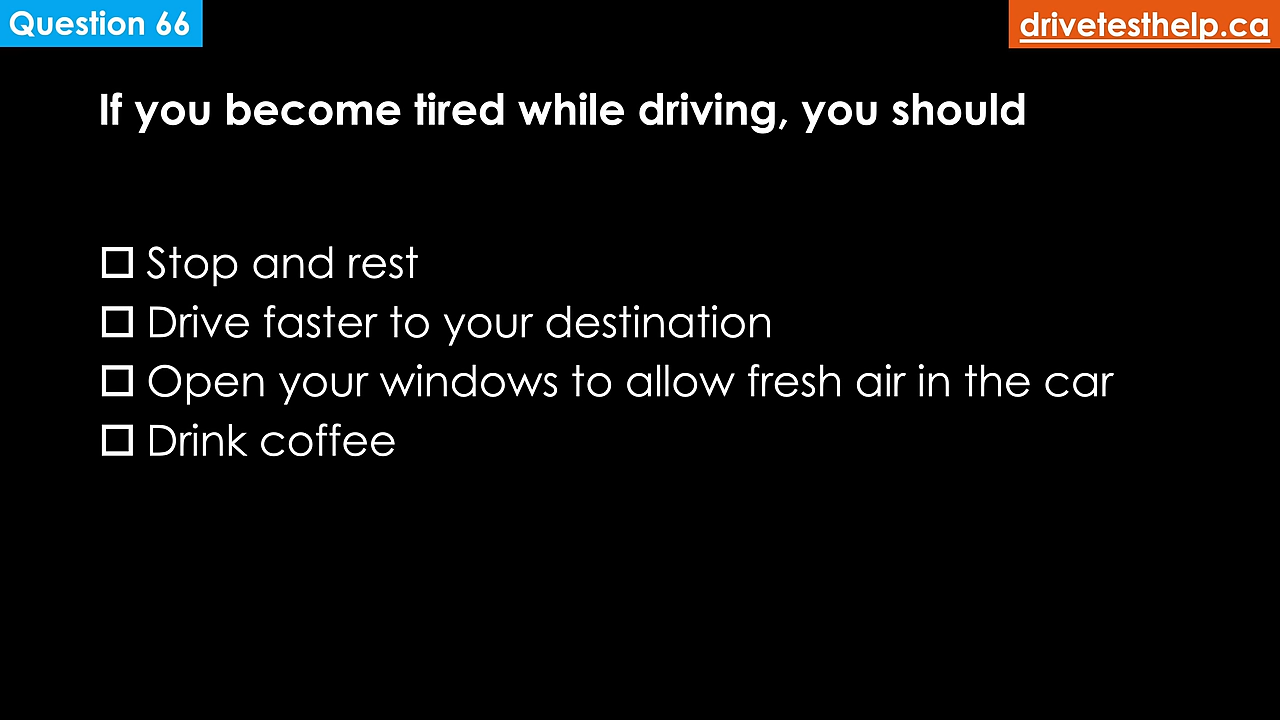 Question 66
drivetesthelp.ca
If you become tired while driving, you should
☐ Stop and rest
☐ Drive faster to your destination
☐ Open your windows to allow fresh air in the car
☐ Drink coffee